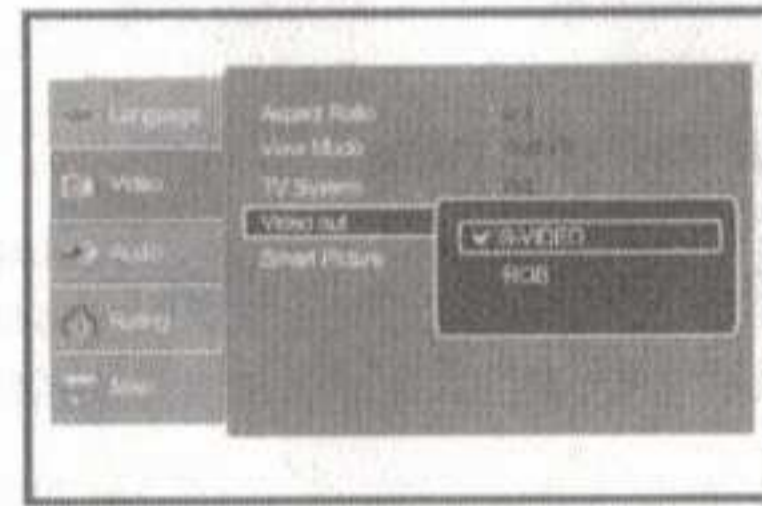 Language
Video
Audio
Rating
Aspect Ratio
View Mode
TV System
Video out
Smart Picture
S-VIDEO
RGB